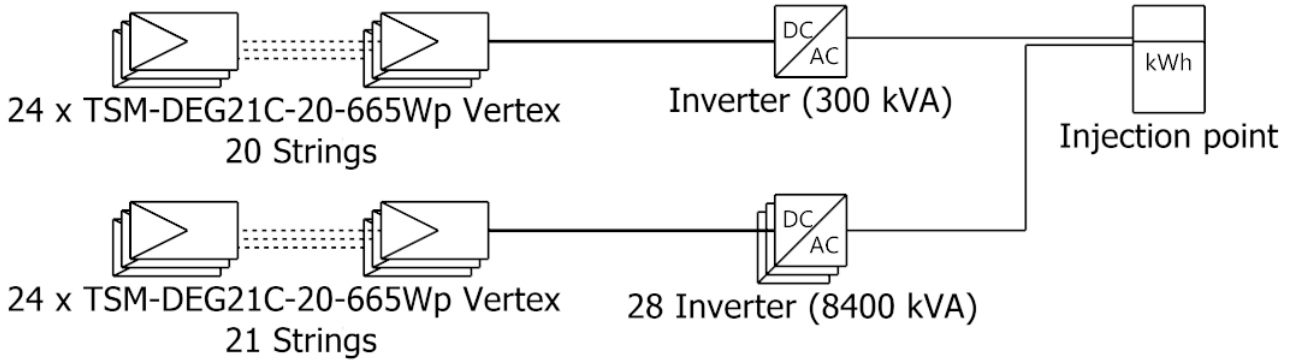 DC
AC
kWh
24 x TSM-DEG21C-20-665Wp Vertex
20 Strings
Inverter (300 kVA)
Injection point
DC
AC
24 x TSM-DEG21C-20-665Wp Vertex
21 Strings
28 Inverter (8400 kVA)